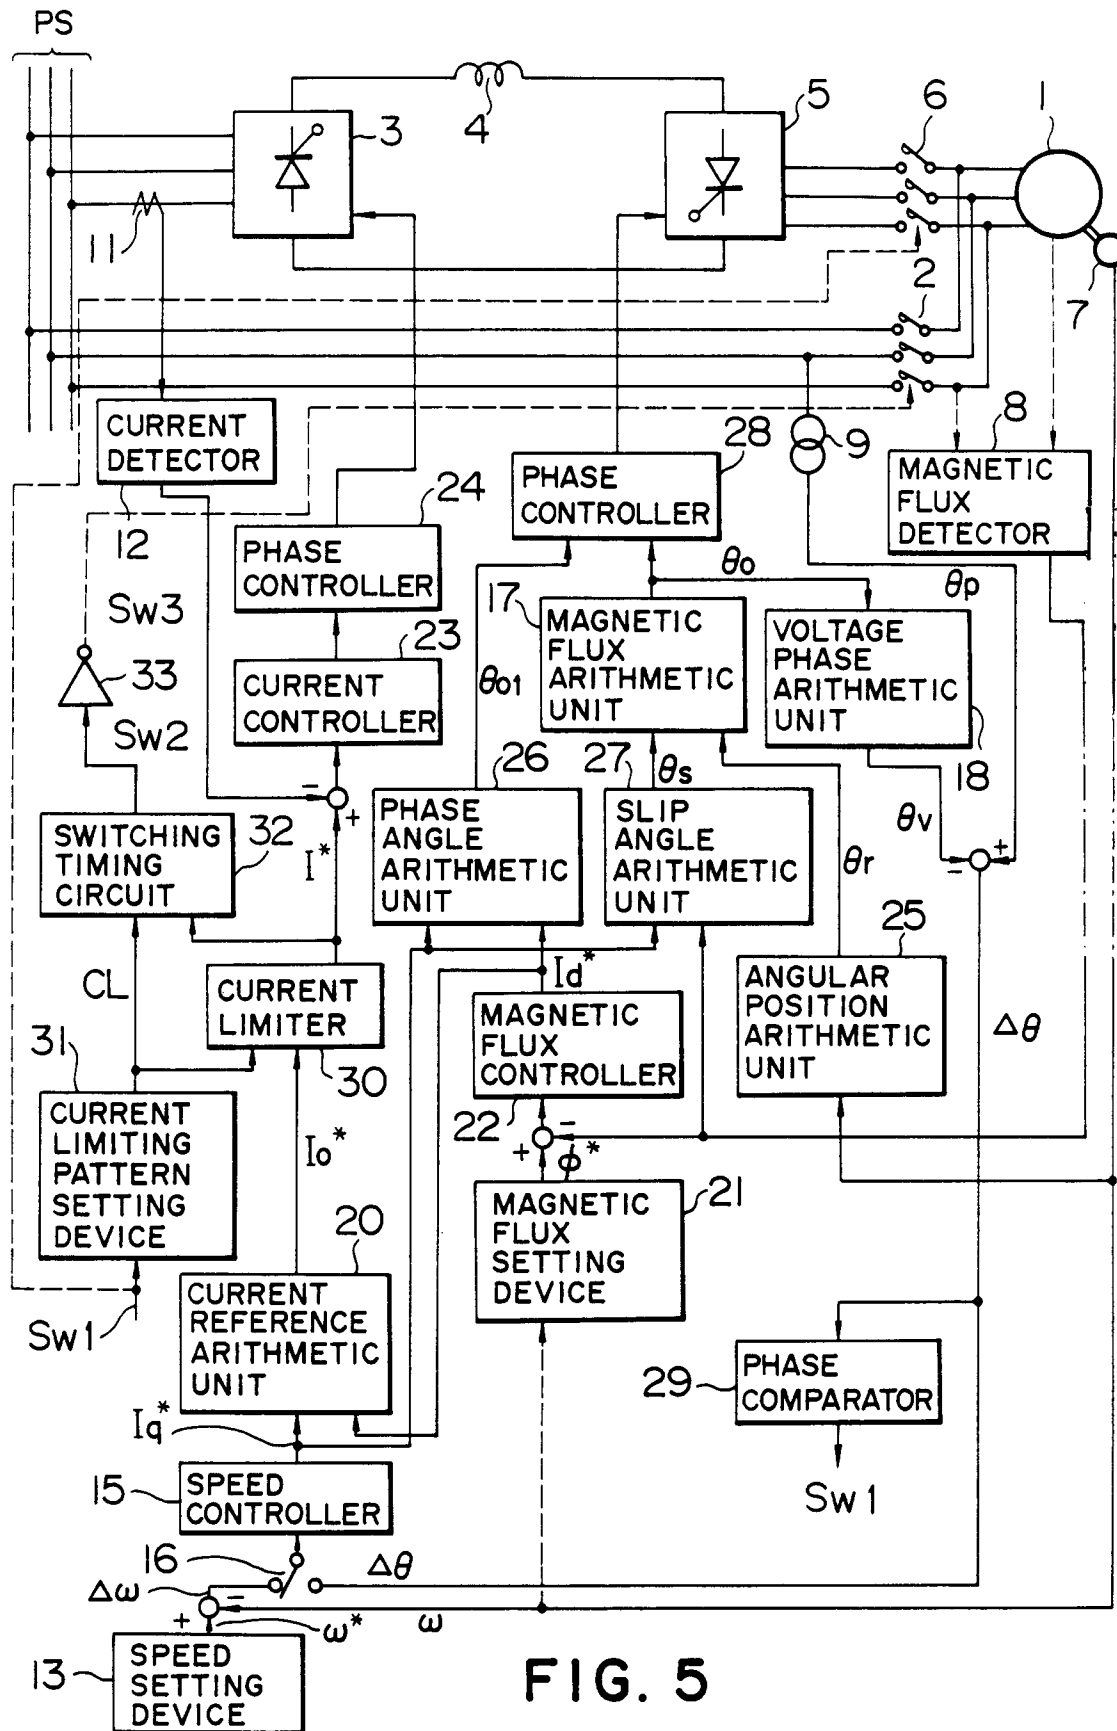 PS
3
4
5
6
1
11
2
7
CURRENT
DETECTOR
12
28
9
8
PHASE
CONTROLLER
MAGNETIC
FLUX
DETECTOR
24
PHASE
CONTROLLER
θo
θp
17
MAGNETIC
FLUX
ARITHMETIC
UNIT
VOLTAGE
PHASE
ARITHMETIC
UNIT
18
Sw3
33
Sw2
23
CURRENT
CONTROLLER
θo1
26
27
θs
θv
− +
PHASE
ANGLE
ARITHMETIC
UNIT
SLIP
ANGLE
ARITHMETIC
UNIT
θr
+
−
SWITCHING
TIMING
CIRCUIT
32
I*
25
CL
CURRENT
LIMITER
30
Id*
MAGNETIC
FLUX
CONTROLLER
22
ANGULAR
POSITION
ARITHMETIC
UNIT
Δθ
31
CURRENT
LIMITING
PATTERN
SETTING
DEVICE
Io*
+
−
ϕ*
MAGNETIC
FLUX
SETTING
DEVICE
21
20
CURRENT
REFERENCE
ARITHMETIC
UNIT
Sw1
29
PHASE
COMPARATOR
Sw1
Iq*
15
SPEED
CONTROLLER
16
Δθ
Δω
−
+
ω*
ω
13
SPEED
SETTING
DEVICE
FIG. 5